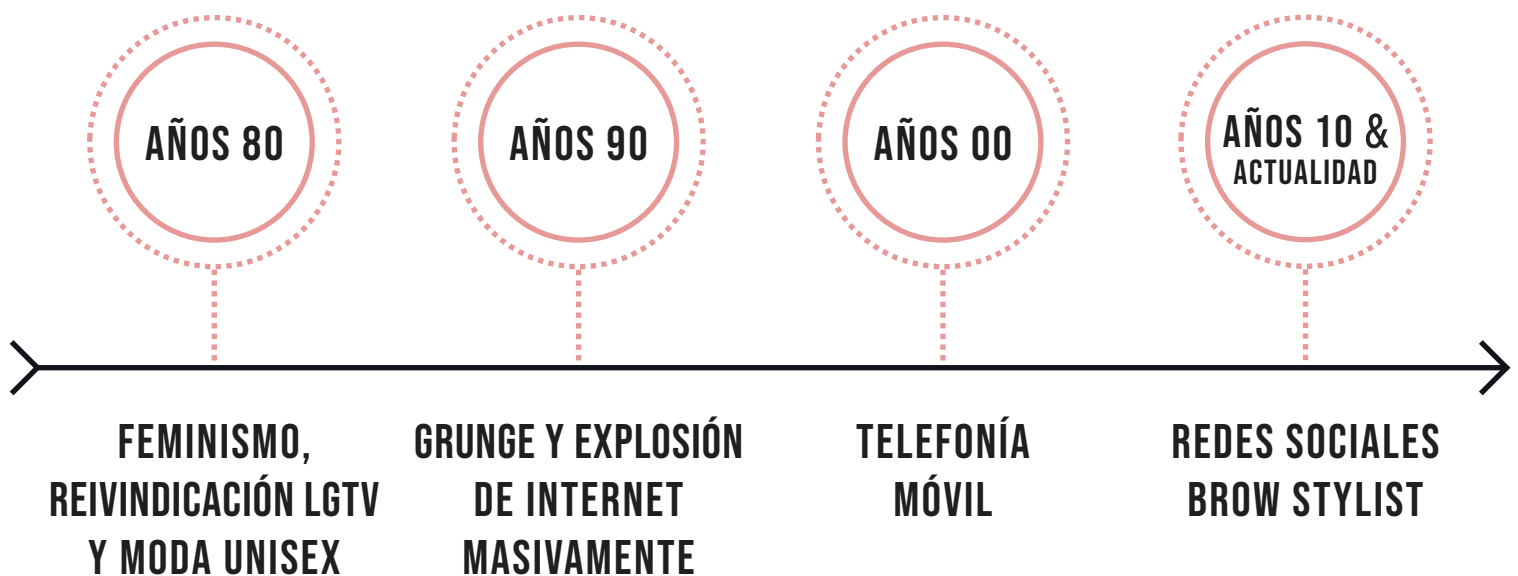 AÑOS 80
AÑOS 90
AÑOS 00
AÑOS 10 &
ACTUALIDAD
FEMINISMO,
REIVINDICACIÓN LGTV
Y MODA UNISEX
GRUNGE Y EXPLOSIÓN
DE INTERNET
MASIVAMENTE
TELEFONÍA
MÓVIL
REDES SOCIALES
BROW STYLIST